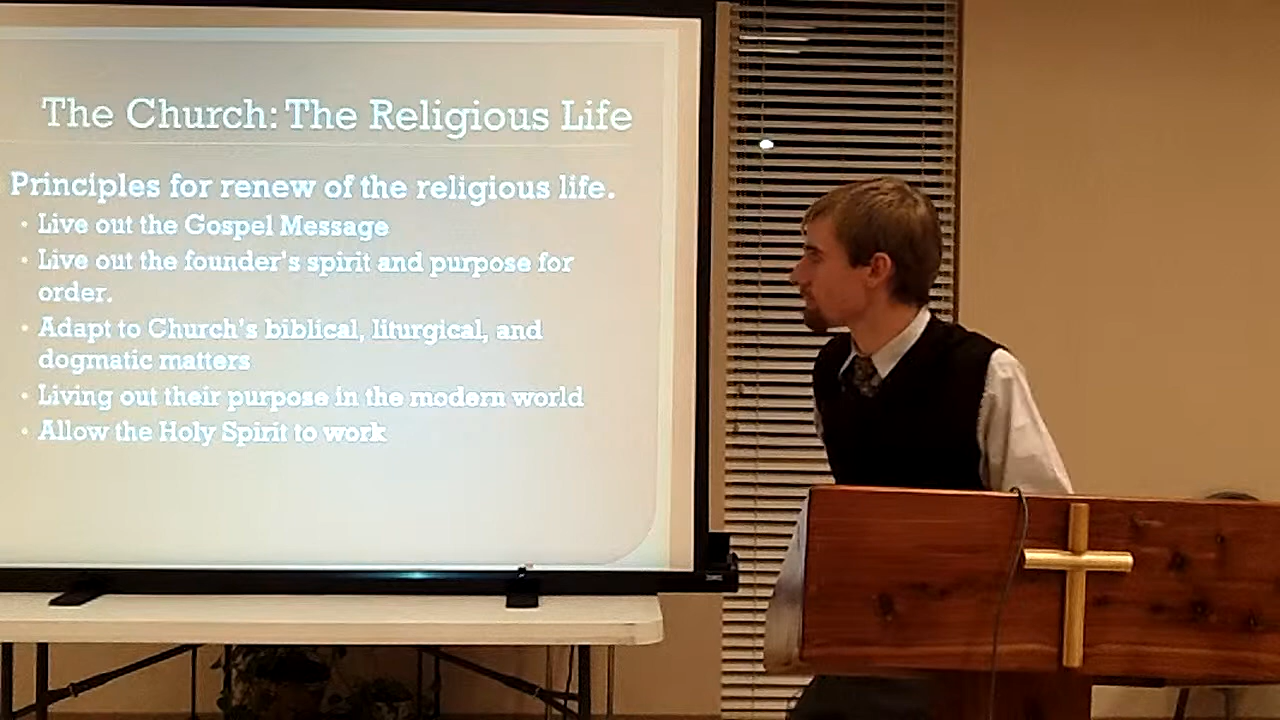 The Church: The Religious Life
Principles for renew of the religious life.
• Live out the Gospel Message
• Live out the founder's spirit and purpose for
order.
• Adapt to Church's biblical, liturgical, and
dogmatic matters
• Living out their purpose in the modern world
• Allow the Holy Spirit to work